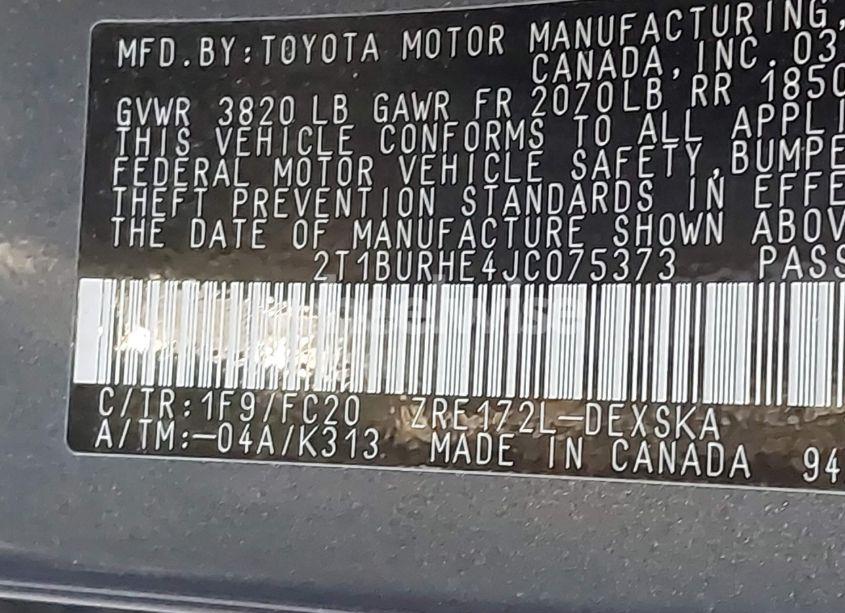 MFD.BY:TOYOTA MOTOR MANUFACTURING,
CANADA,INC. 03
GVWR 3820 LB GAWR FR 2070LB RR 1850
THIS VEHICLE CONFORMS TO ALL APPLI
FEDERAL MOTOR VEHICLE SAFETY,BUMPE
THEFT PREVENTION STANDARDS IN EFFE
THE DATE OF MANUFACTURE SHOWN ABOV
2T1BURHE4JC075373 PASS
C/TR:1F9/FC20 ZRE172L-DEXSKA
A/TM:-04A/K313 MADE IN CANADA 94